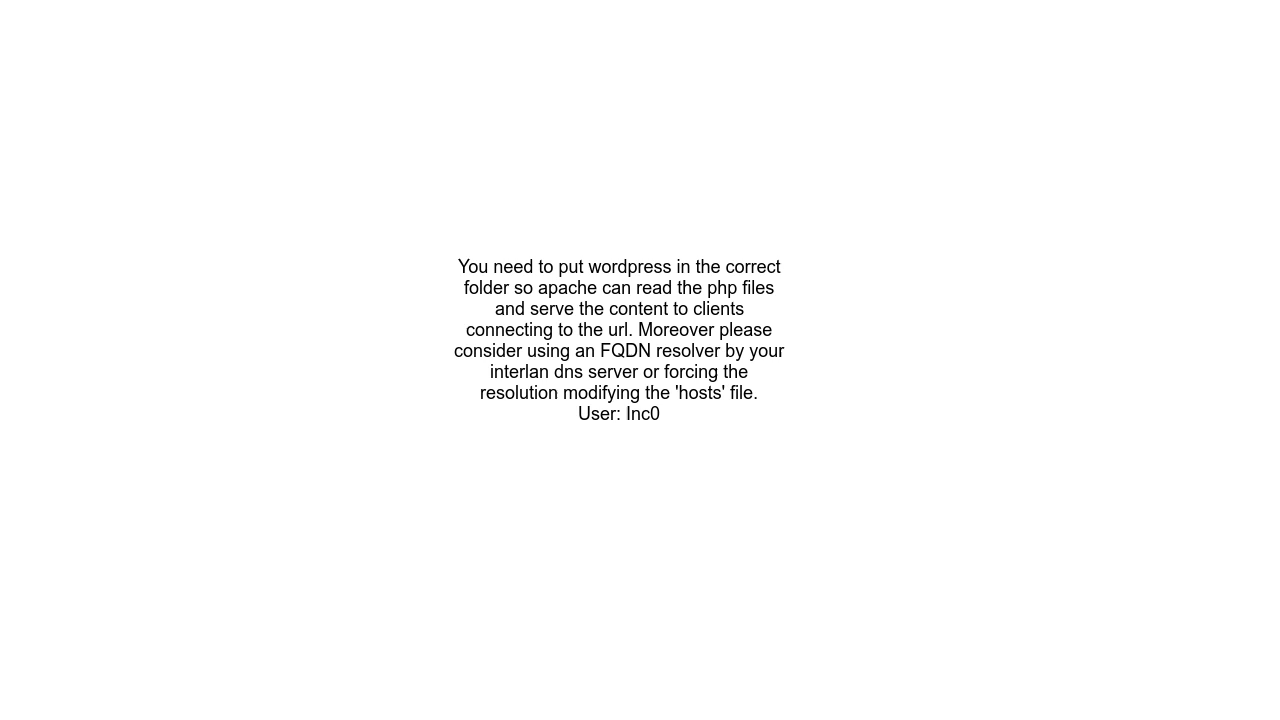 You need to put wordpress in the correct
folder so apache can read the php files
and serve the content to clients
connecting to the url. Moreover please
consider using an FQDN resolver by your
interlan dns server or forcing the
resolution modifying the 'hosts' file.
User: Inc0